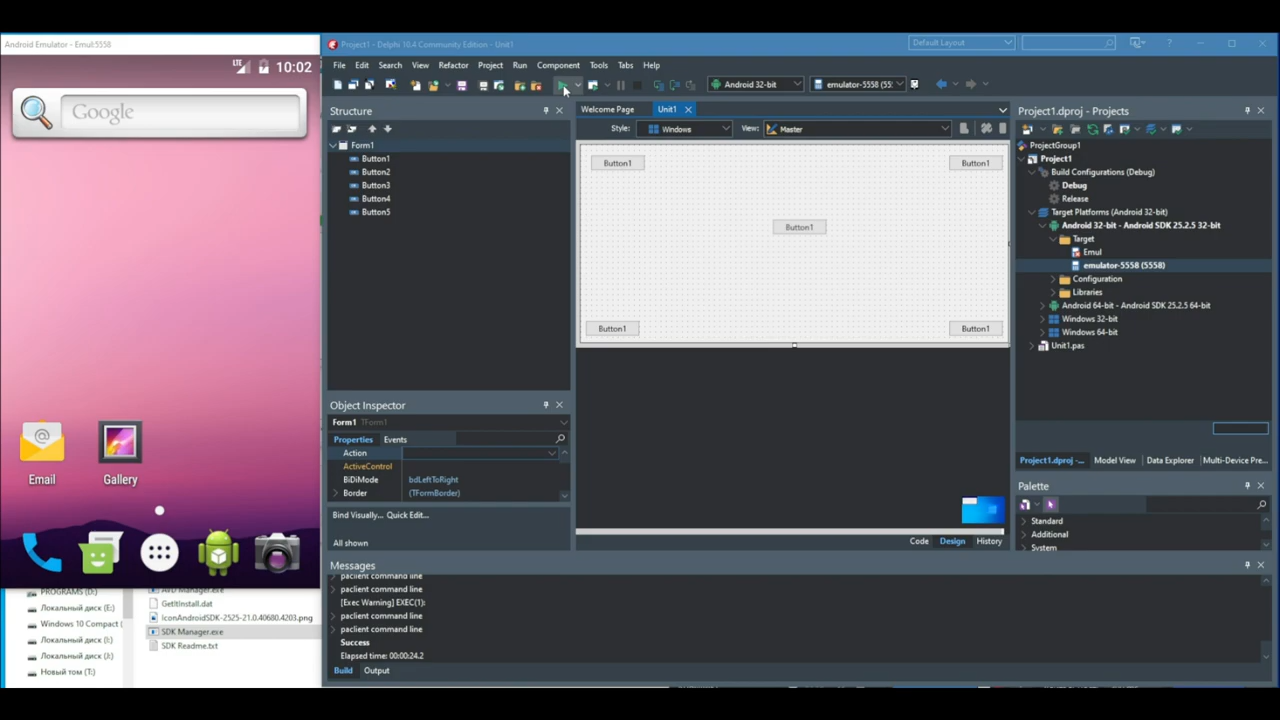 Android Emulator - Emul:5558
LTE 10:02
Google
Email
Gallery
PROGRAMS (D:)
Локальный диск (E:)
Windows 10 Compact (
Локальный диск (I:)
Локальный диск (J:)
Новый том (T:)
AVD Manager.exe
GetItInstall.dat
IconAndroidSDK-2525-21.0.40680.4203.png
SDK Manager.exe
SDK Readme.txt
Project1 - Delphi 10.4 Community Edition - Unit1
Default Layout
?
File Edit Search View Refactor Project Run Component Tools Tabs Help
Android 32-bit
emulator-5558 (55:
Structure
Form1
Button1
Button2
Button3
Button4
Button5
Object Inspector
Form1 TForm1
Properties Events
Action
ActiveControl
BiDiMode bdLeftToRight
Border (TFormBorder)
Bind Visually... Quick Edit...
All shown
Welcome Page Unit1
Style: Windows View: Master
Button1 Button1
Button1
Button1 Button1
Code Design History
Project1.dproj - Projects
ProjectGroup1
Project1
Build Configurations (Debug)
Debug
Release
Target Platforms (Android 32-bit)
Android 32-bit - Android SDK 25.2.5 32-bit
Target
Emul
emulator-5558 (5558)
Configuration
Libraries
Android 64-bit - Android SDK 25.2.5 64-bit
Windows 32-bit
Windows 64-bit
Unit1.pas
Project1.dproj -... Model View Data Explorer Multi-Device Pre...
Palette
Standard
Additional
System
Messages
paclient command line
paclient command line
[Exec Warning] EXEC(1):
paclient command line
paclient command line
Success
Elapsed time: 00:00:24.2
Build Output